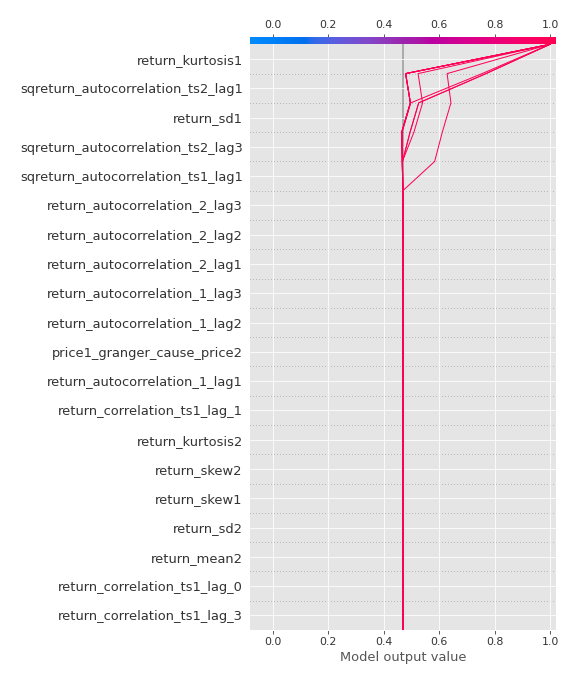 0.0 0.2 0.4 0.6 0.8 1.0
return_kurtosis1
sqreturn_autocorrelation_ts2_lag1
return_sd1
sqreturn_autocorrelation_ts2_lag3
sqreturn_autocorrelation_ts1_lag1
return_autocorrelation_2_lag3
return_autocorrelation_2_lag2
return_autocorrelation_2_lag1
return_autocorrelation_1_lag3
return_autocorrelation_1_lag2
price1_granger_cause_price2
return_autocorrelation_1_lag1
return_correlation_ts1_lag_1
return_kurtosis2
return_skew2
return_skew1
return_sd2
return_mean2
return_correlation_ts1_lag_0
return_correlation_ts1_lag_3
0.0 0.2 0.4 0.6 0.8 1.0
Model output value